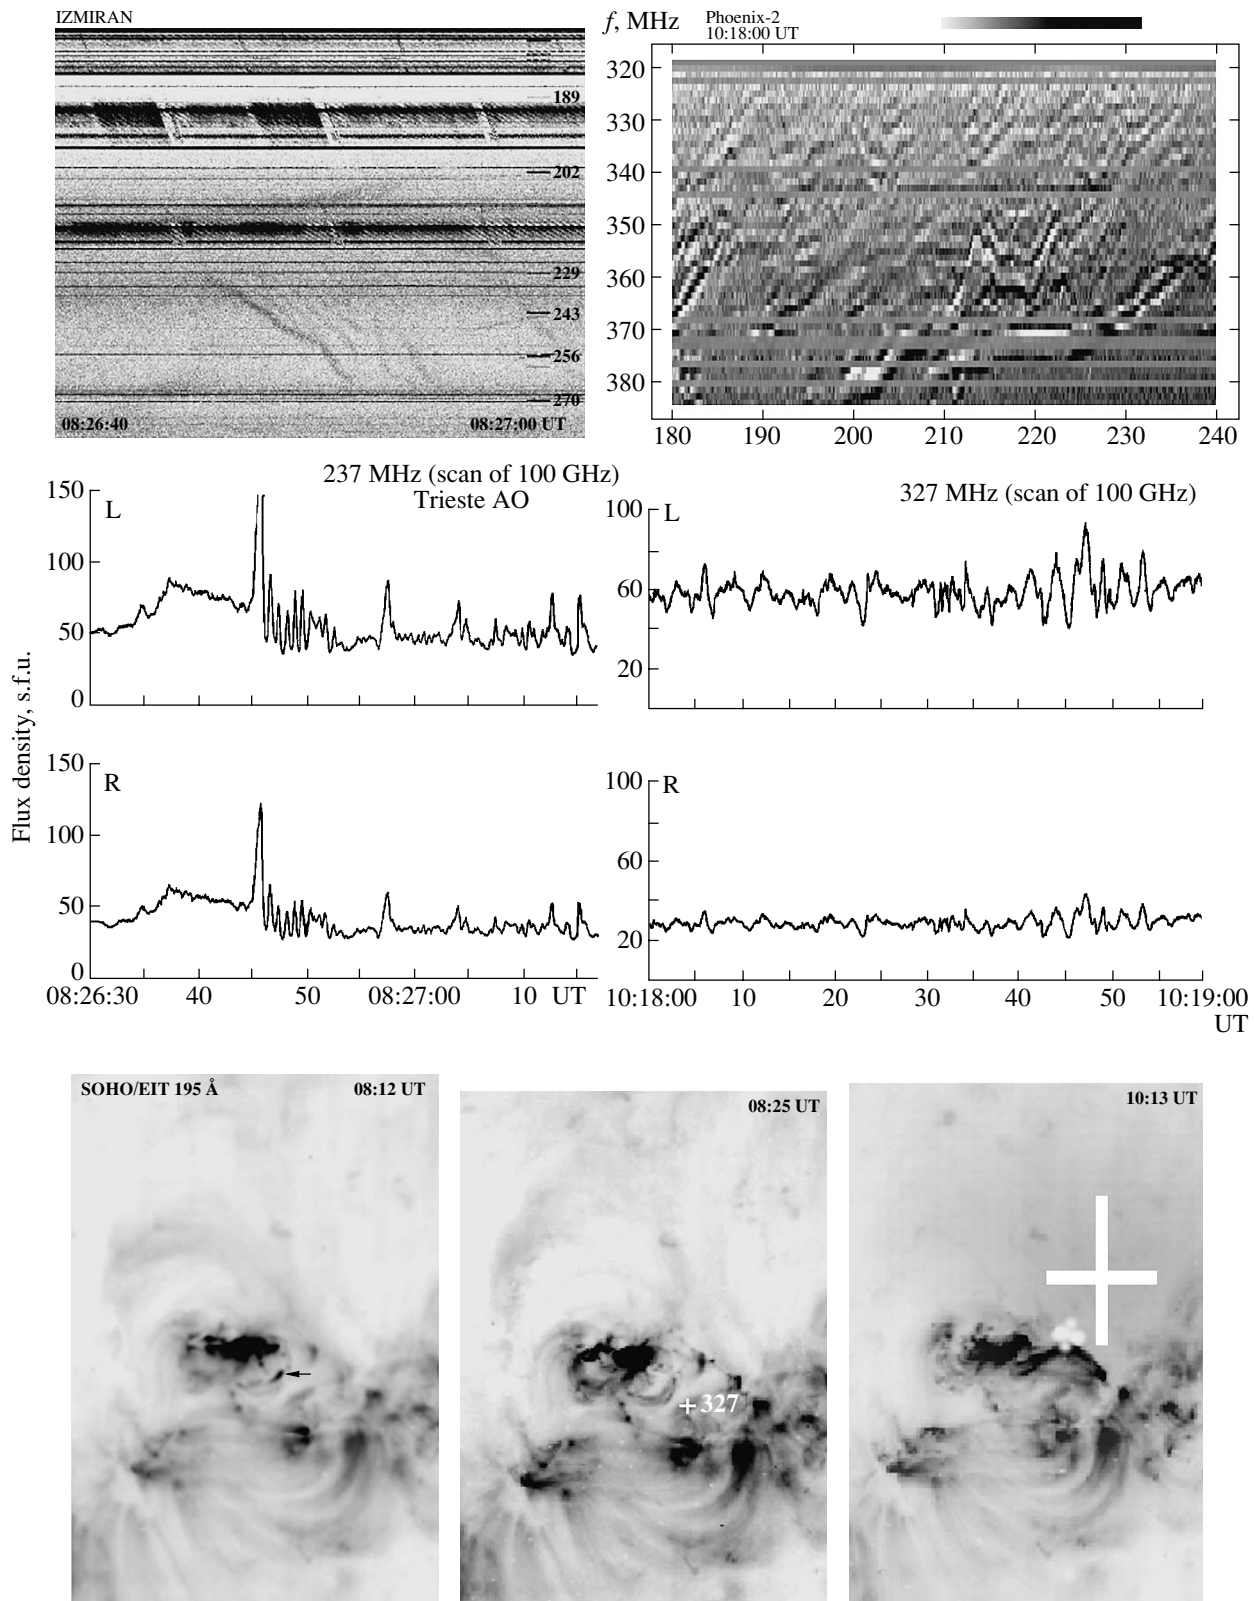 IZMIRAN
189
202
229
243
256
270
08:26:40 08:27:00 UT
f, MHz
Phoenix-2
10:18:00 UT
320
330
340
350
360
370
380
180 190 200 210 220 230 240
237 MHz (scan of 100 GHz)
Trieste AO
L
150
100
50
0
327 MHz (scan of 100 GHz)
L
100
60
20
Flux density, s.f.u.
R
150
100
50
0
08:26:30 40 50 08:27:00 10 UT
R
100
60
20
10:18:00 10 20 30 40 50 10:19:00
UT
SOHO/EIT 195 Å 08:12 UT
08:25 UT
+327
10:13 UT